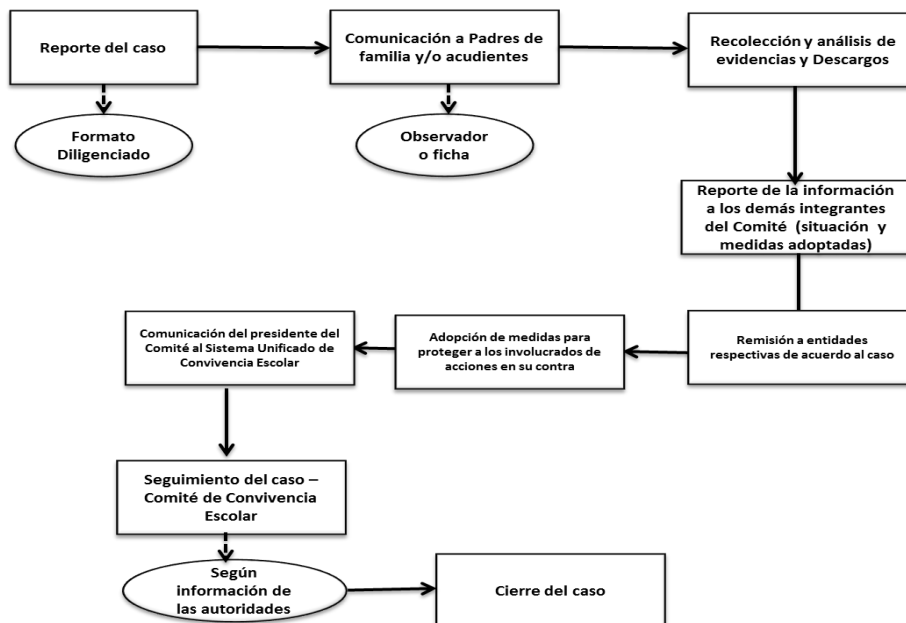 Reporte del caso
Comunicación a Padres de
familia y/o acudientes
Recolección y análisis de
evidencias y Descargos
Formato
Diligenciado
Observador
o ficha
Reporte de la información
a los demás integrantes
del Comité (situación y
medidas adoptadas)
Comunicación del presidente del
Comité al Sistema Unificado de
Convivencia Escolar
Adopción de medidas para
proteger a los involucrados de
acciones en su contra
Remisión a entidades
respectivas de acuerdo al caso
Seguimiento del caso –
Comité de Convivencia
Escolar
Según
información de
las autoridades
Cierre del caso